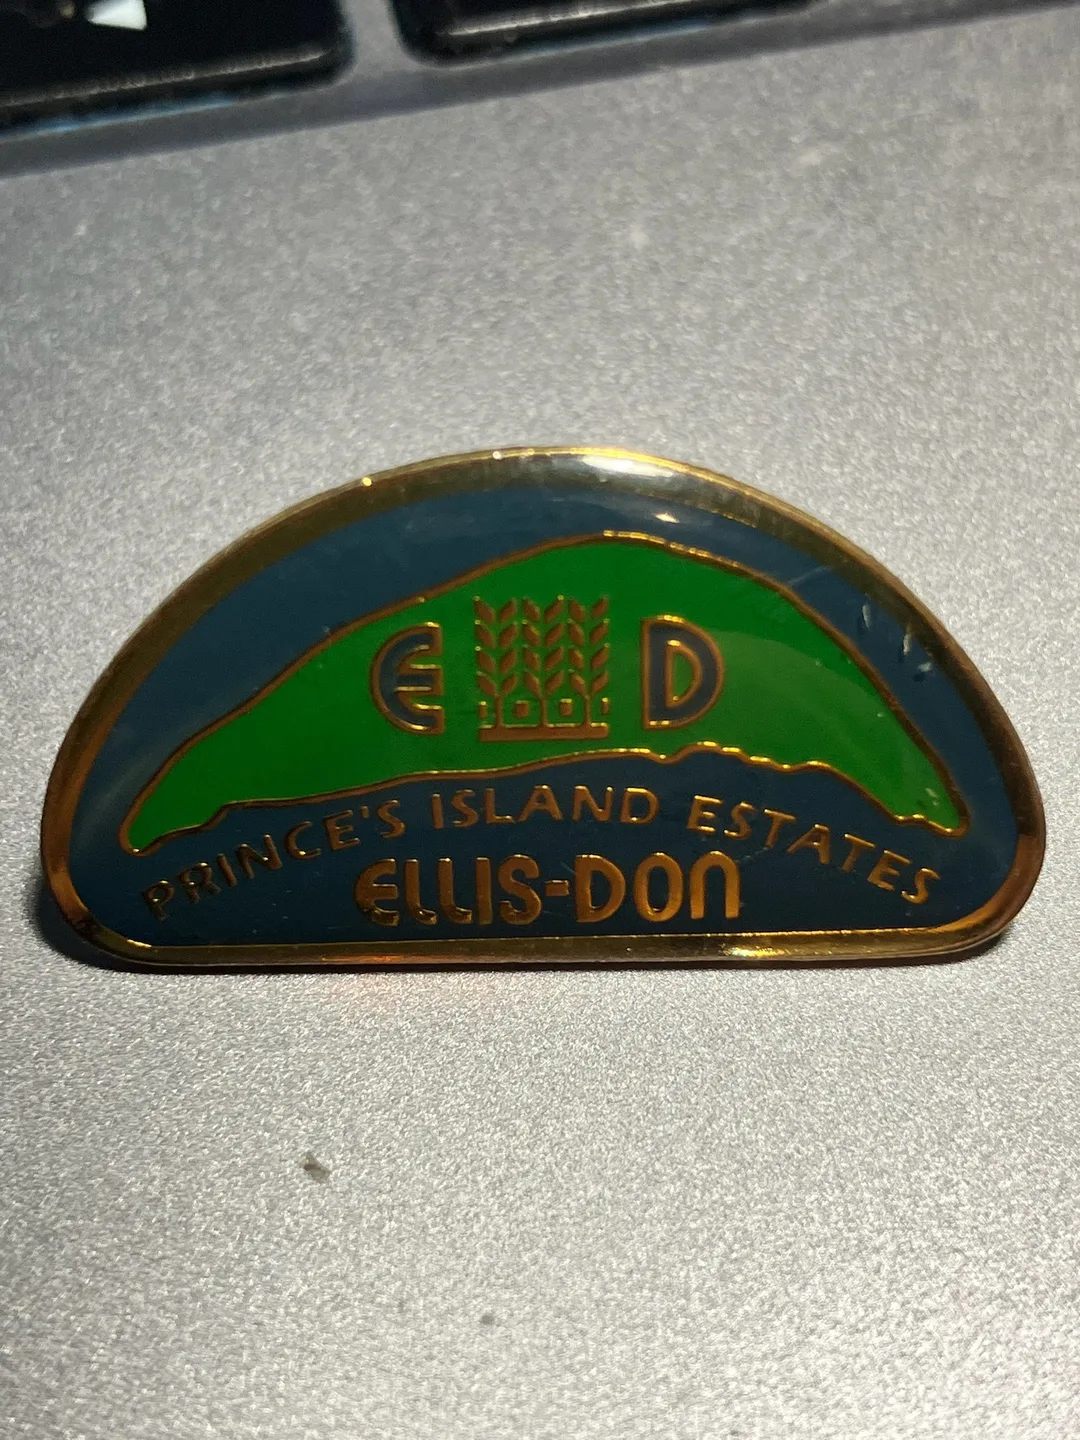 E D
PRINCE'S ISLAND ESTATES
ELLIS-DON